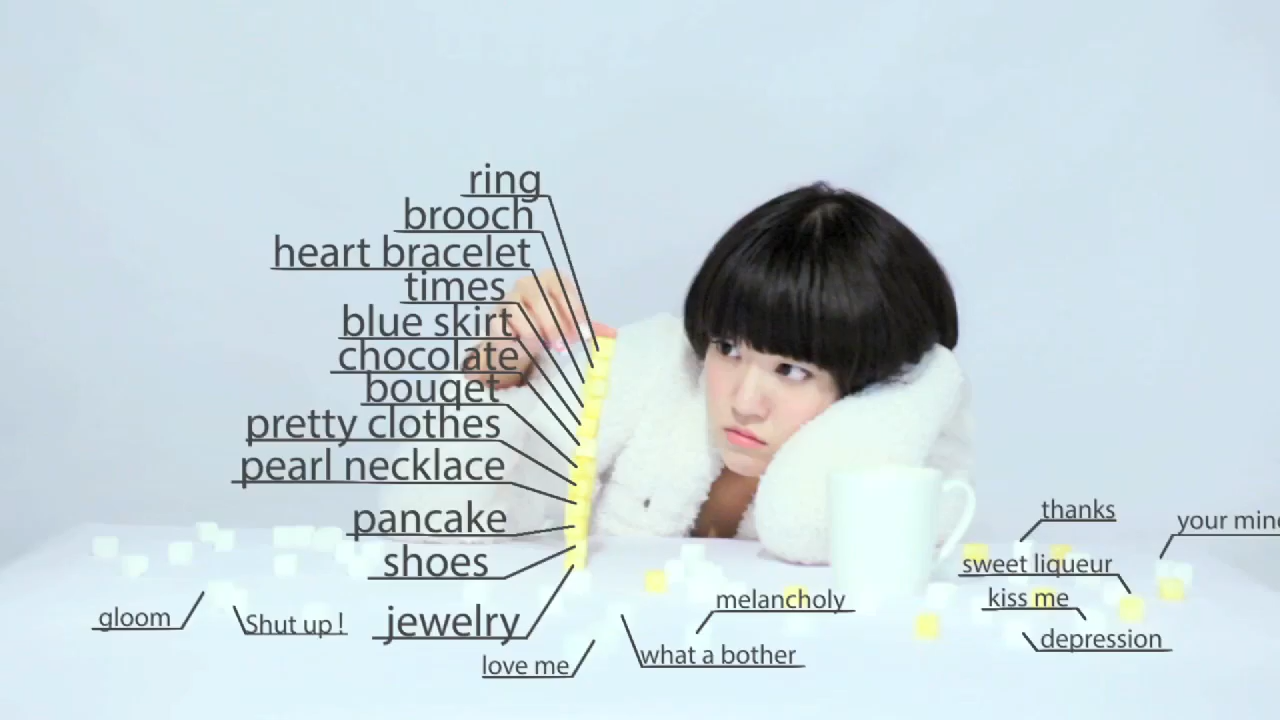 ring
brooch
heart bracelet
times
blue skirt
chocolate
bouqet
pretty clothes
pearl necklace
pancake
shoes
jewelry
gloom
Shut up !
love me
what a bother
melancholy
thanks
your mind
sweet liqueur
kiss me
depression